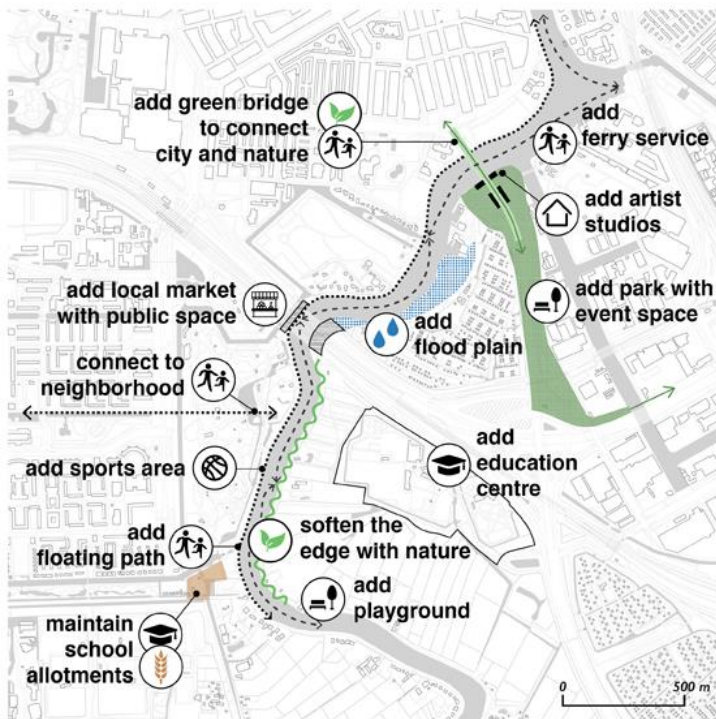 add green bridge
to connect
city and nature
add
ferry service
add artist
studios
add local market
with public space
add park with
event space
add
flood plain
connect to
neighborhood
add sports area
add
education
centre
add
floating path
soften the
edge with nature
add
playground
maintain
school
allotments
0 500 m